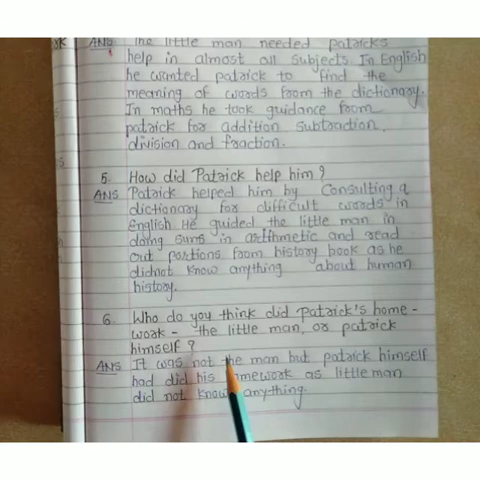 Ans The little man needed patrick's
help in almost all subjects. In English
he wanted patrick to find the
meaning of words from the dictionary.
In maths he took guidance from
patrick for addition subtraction,
division and fraction.
5. How did Patrick help him?
ANS Patrick helped him by Consulting a
dictionary for difficult words in
English. He guided the little man in
doing sums in arithmetic and read
out portions from history book as he
didnot know anything about human
history.
6. Who do you think did Patrick's home-
work- the little man, or patrick
himself?
ANS It was not the man but patrick himself
had did his homework as little man
did not know anything.